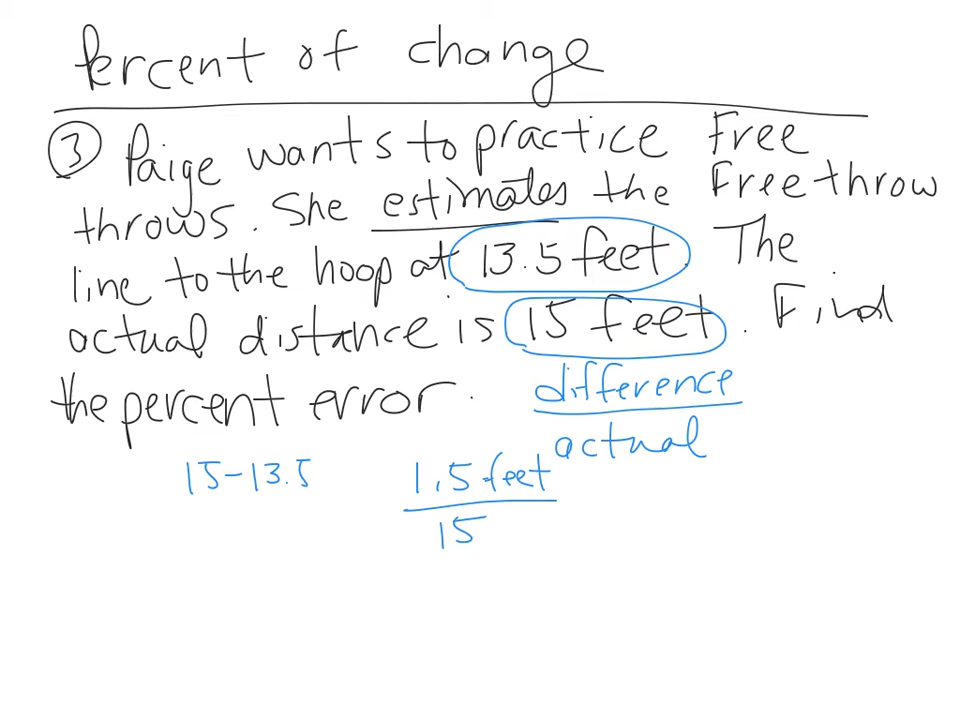 Percent of change
3 Paige wants to practice Free
throws. She estimates the Free throw
line to the hoop at 13.5 feet The
actual distance is 15 feet. Find
the percent error.
difference
actual
15-13.5
1.5 feet
15